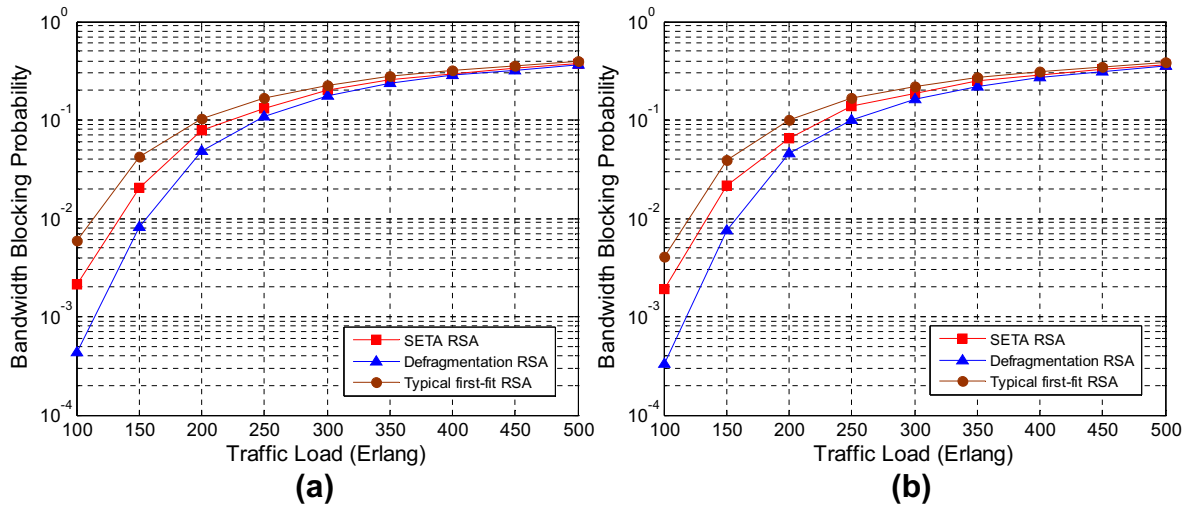 10^0
10^-1
10^-2
10^-3
10^-4
Bandwidth Blocking Probability
100 150 200 250 300 350 400 450 500
Traffic Load (Erlang)
SETA RSA
Defragmentation RSA
Typical first-fit RSA
(a)
10^0
10^-1
10^-2
10^-3
10^-4
Bandwidth Blocking Probability
100 150 200 250 300 350 400 450 500
Traffic Load (Erlang)
SETA RSA
Defragmentation RSA
Typical first-fit RSA
(b)